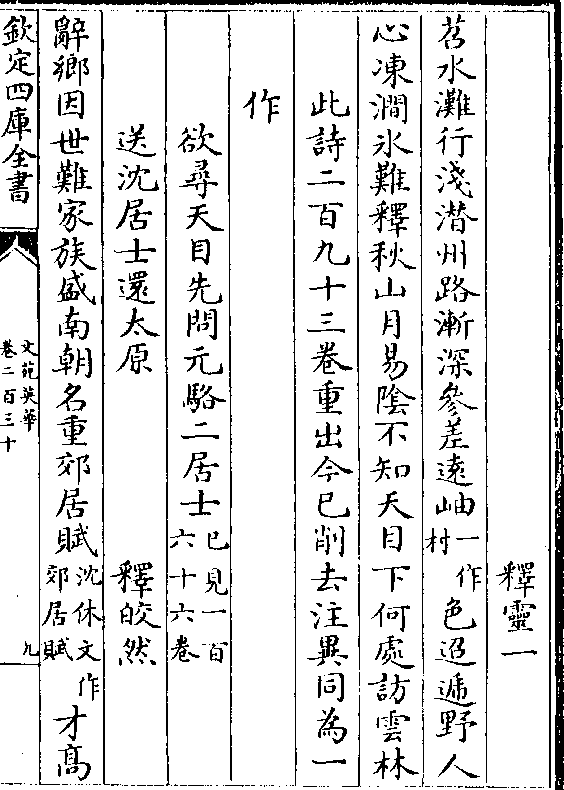 釋靈一
苕水灘行淺潜州路漸深參差遠岫一作村色迢遞野人
心凍澗氷難釋秋山月易陰不知天目下何處訪雲林
此詩二百九十三卷重出今已削去注異同為一
作
欲尋天目先問元駱二居士已見一百六十六卷
送沈居士還太原 釋皎然
辭鄉因世難家族盛南朝名重郊居賦沈休文作郊居賦才高
欽定四庫全書 文苑英華卷二百三十 九